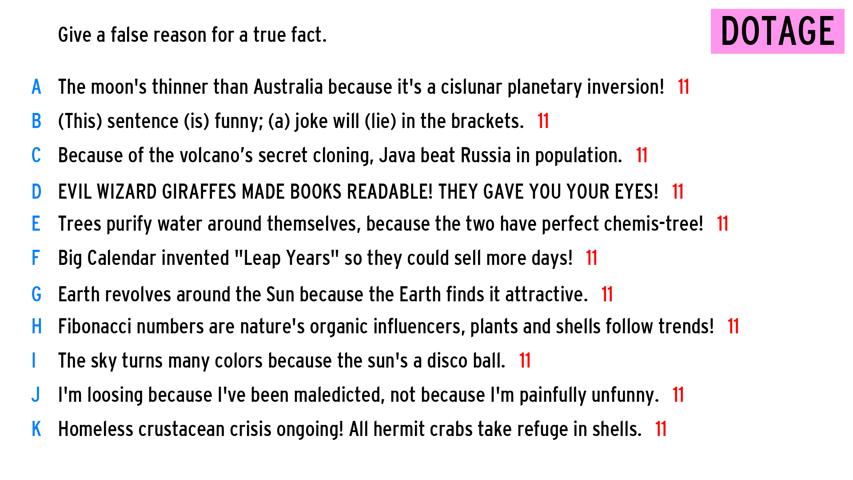 Give a false reason for a true fact.
DOTAGE
A The moon's thinner than Australia because it's a cislunar planetary inversion! 11
B (This) sentence (is) funny; (a) joke will (lie) in the brackets. 11
C Because of the volcano’s secret cloning, Java beat Russia in population. 11
D EVIL WIZARD GIRAFFES MADE BOOKS READABLE! THEY GAVE YOU YOUR EYES! 11
E Trees purify water around themselves, because the two have perfect chemis-tree! 11
F Big Calendar invented "Leap Years" so they could sell more days! 11
G Earth revolves around the Sun because the Earth finds it attractive. 11
H Fibonacci numbers are nature's organic influencers, plants and shells follow trends! 11
I The sky turns many colors because the sun's a disco ball. 11
J I'm loosing because I've been maledicted, not because I'm painfully unfunny. 11
K Homeless crustacean crisis ongoing! All hermit crabs take refuge in shells. 11